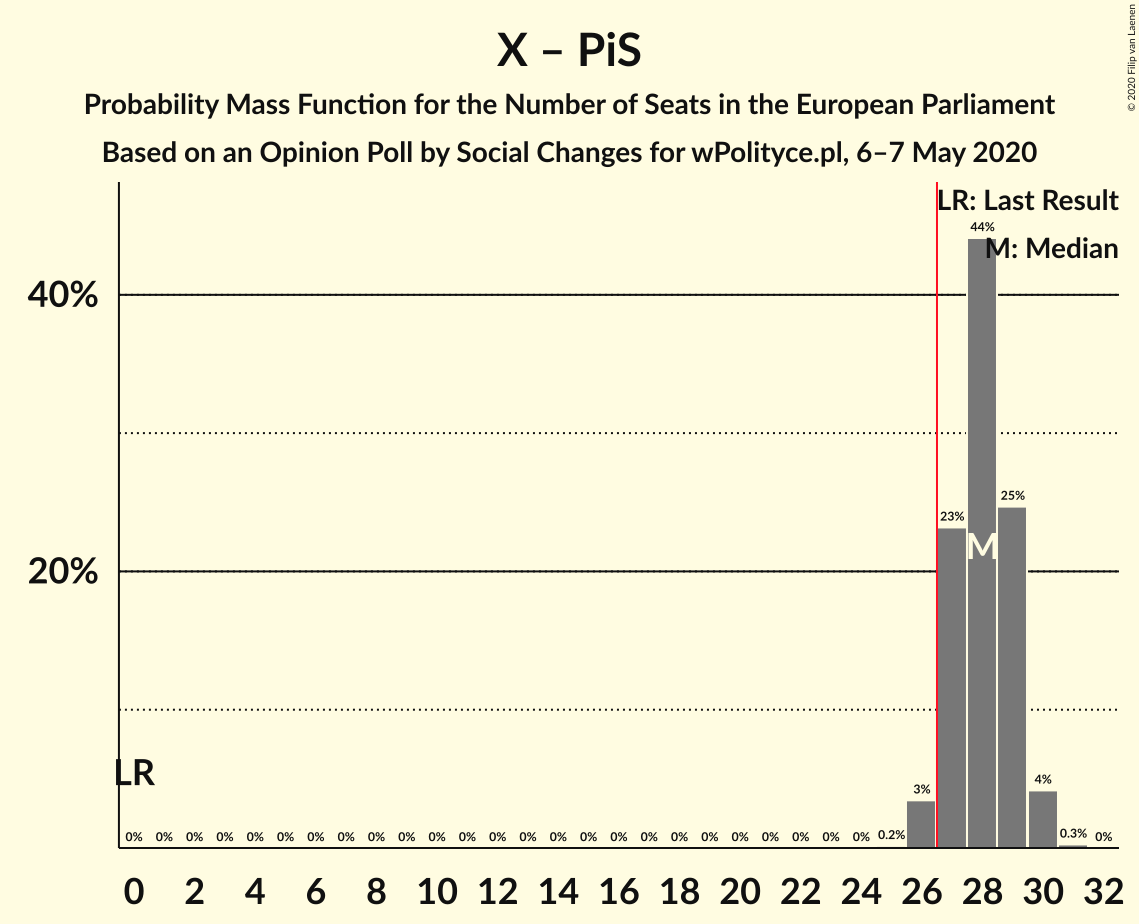 X – PiS
Probability Mass Function for the Number of Seats in the European Parliament
Based on an Opinion Poll by Social Changes for wPolityce.pl, 6–7 May 2020
© 2020 Filip van Laenen
LR: Last Result
M: Median
44%
40%
25%
23%
M
20%
LR
0% 0% 0% 0% 0% 0% 0% 0% 0% 0% 0% 0% 0% 0% 0% 0% 0% 0% 0% 0% 0% 0% 0% 0% 0% 0.2% 3% 4% 0.3% 0%
0 2 4 6 8 10 12 14 16 18 20 22 24 26 28 30 32